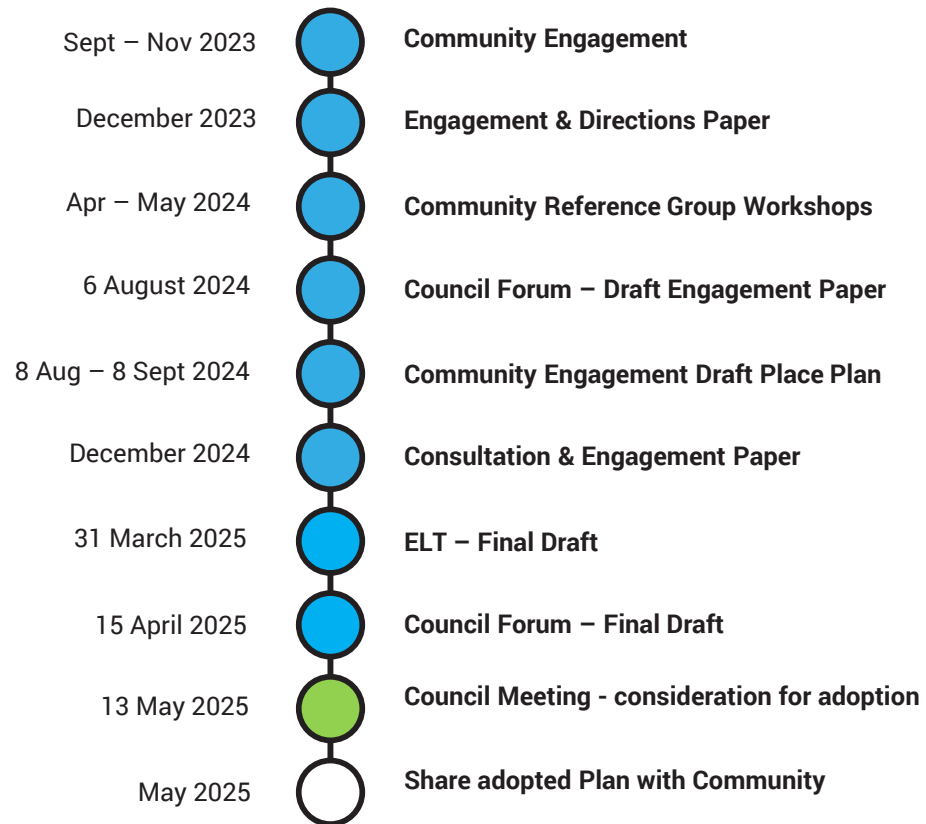 Sept – Nov 2023 Community Engagement
December 2023 Engagement & Directions Paper
Apr – May 2024 Community Reference Group Workshops
6 August 2024 Council Forum – Draft Engagement Paper
8 Aug – 8 Sept 2024 Community Engagement Draft Place Plan
December 2024 Consultation & Engagement Paper
31 March 2025 ELT – Final Draft
15 April 2025 Council Forum – Final Draft
13 May 2025 Council Meeting - consideration for adoption
May 2025 Share adopted Plan with Community